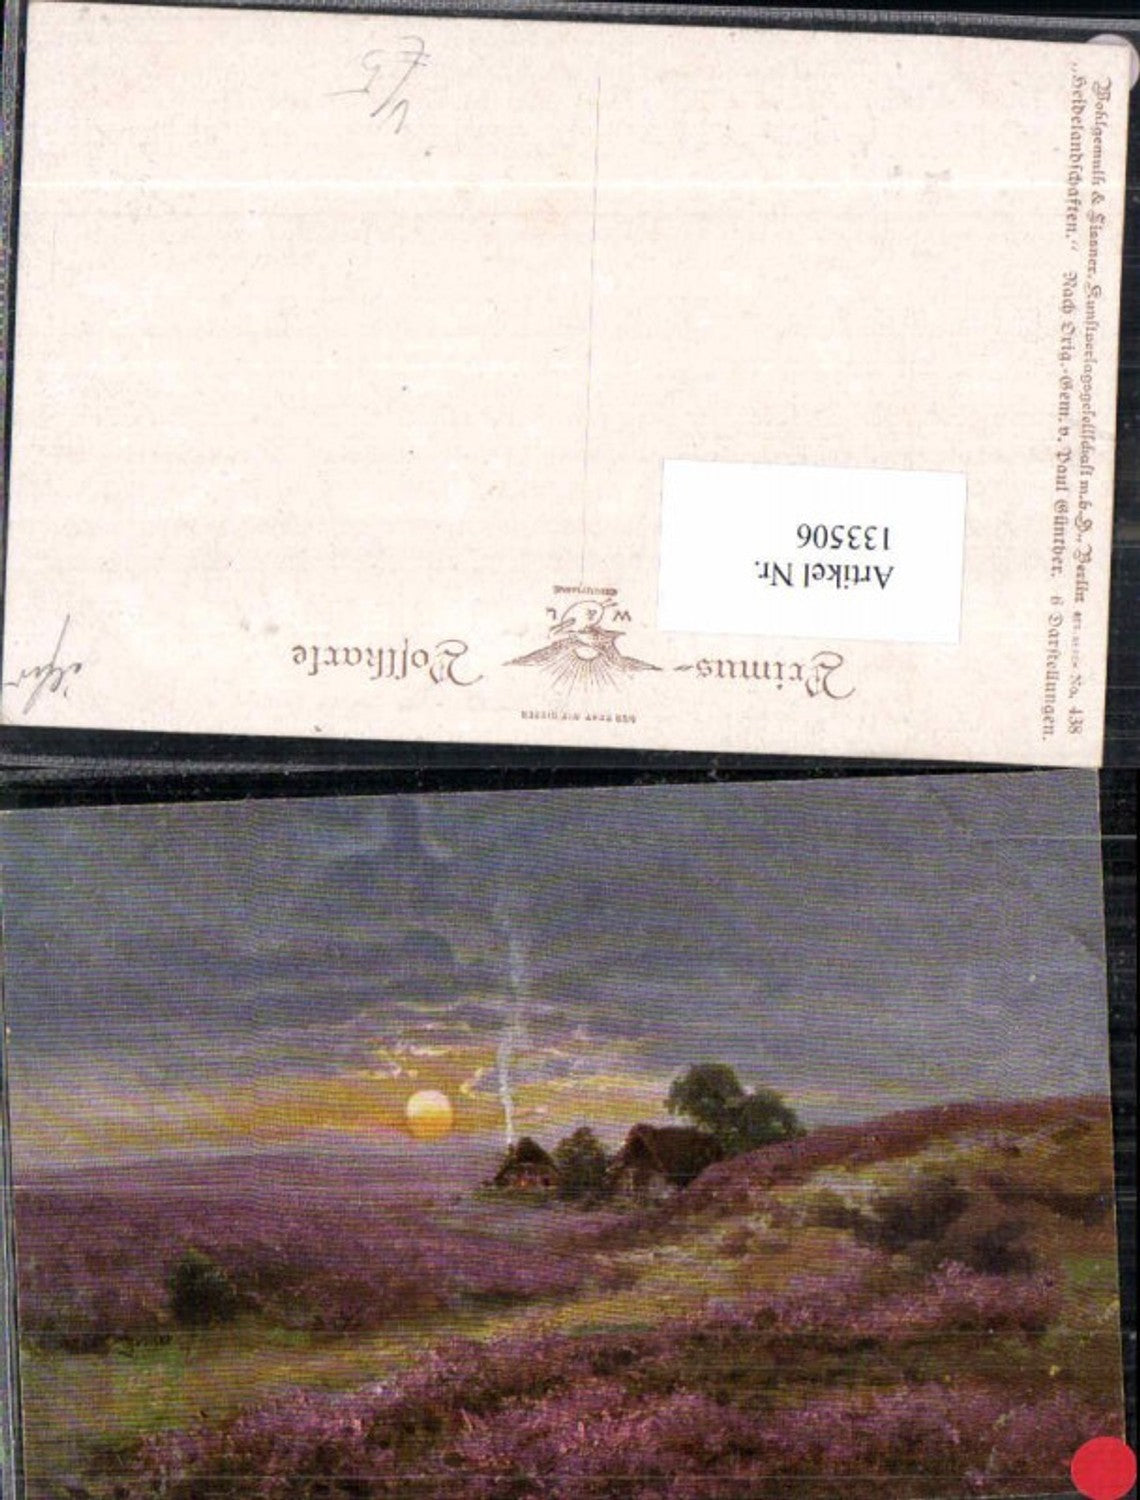 Wohlgemuth & Lissner, Kunstverlagsgesellschaft m.b.H., Berlin No. 438
„Heidelandschaften." Nach Orig.-Gem. v. Paul Günther. 6 Darstellungen.
Primus-Postkarte
W & L
Artikel Nr.
133506